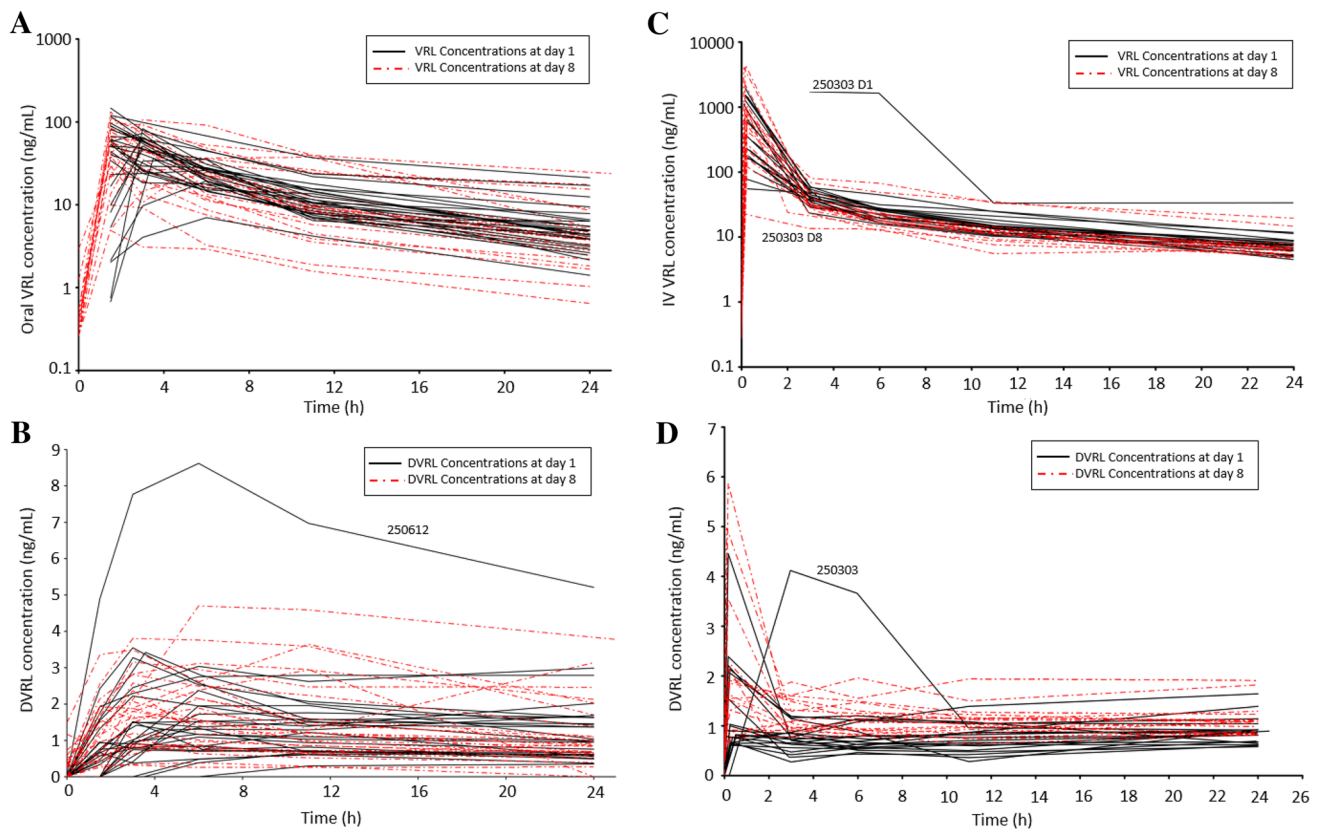 A
Oral VRL concentration (ng/mL)
1000
100
10
1
0.1
VRL Concentrations at day 1
VRL Concentrations at day 8
0 4 8 12 16 20 24
Time (h)
C
IV VRL concentration (ng/mL)
10000
1000
100
10
1
0.1
VRL Concentrations at day 1
VRL Concentrations at day 8
250303 D1
250303 D8
0 2 4 6 8 10 12 14 16 18 20 22 24
Time (h)
B
DVRL concentration (ng/mL)
9
8
7
6
5
4
3
2
1
0
DVRL Concentrations at day 1
DVRL Concentrations at day 8
250612
0 4 8 12 16 20 24
Time (h)
D
DVRL concentration (ng/mL)
7
6
5
4
3
2
1
0
DVRL Concentrations at day 1
DVRL Concentrations at day 8
250303
0 2 4 6 8 10 12 14 16 18 20 22 24 26
Time (h)